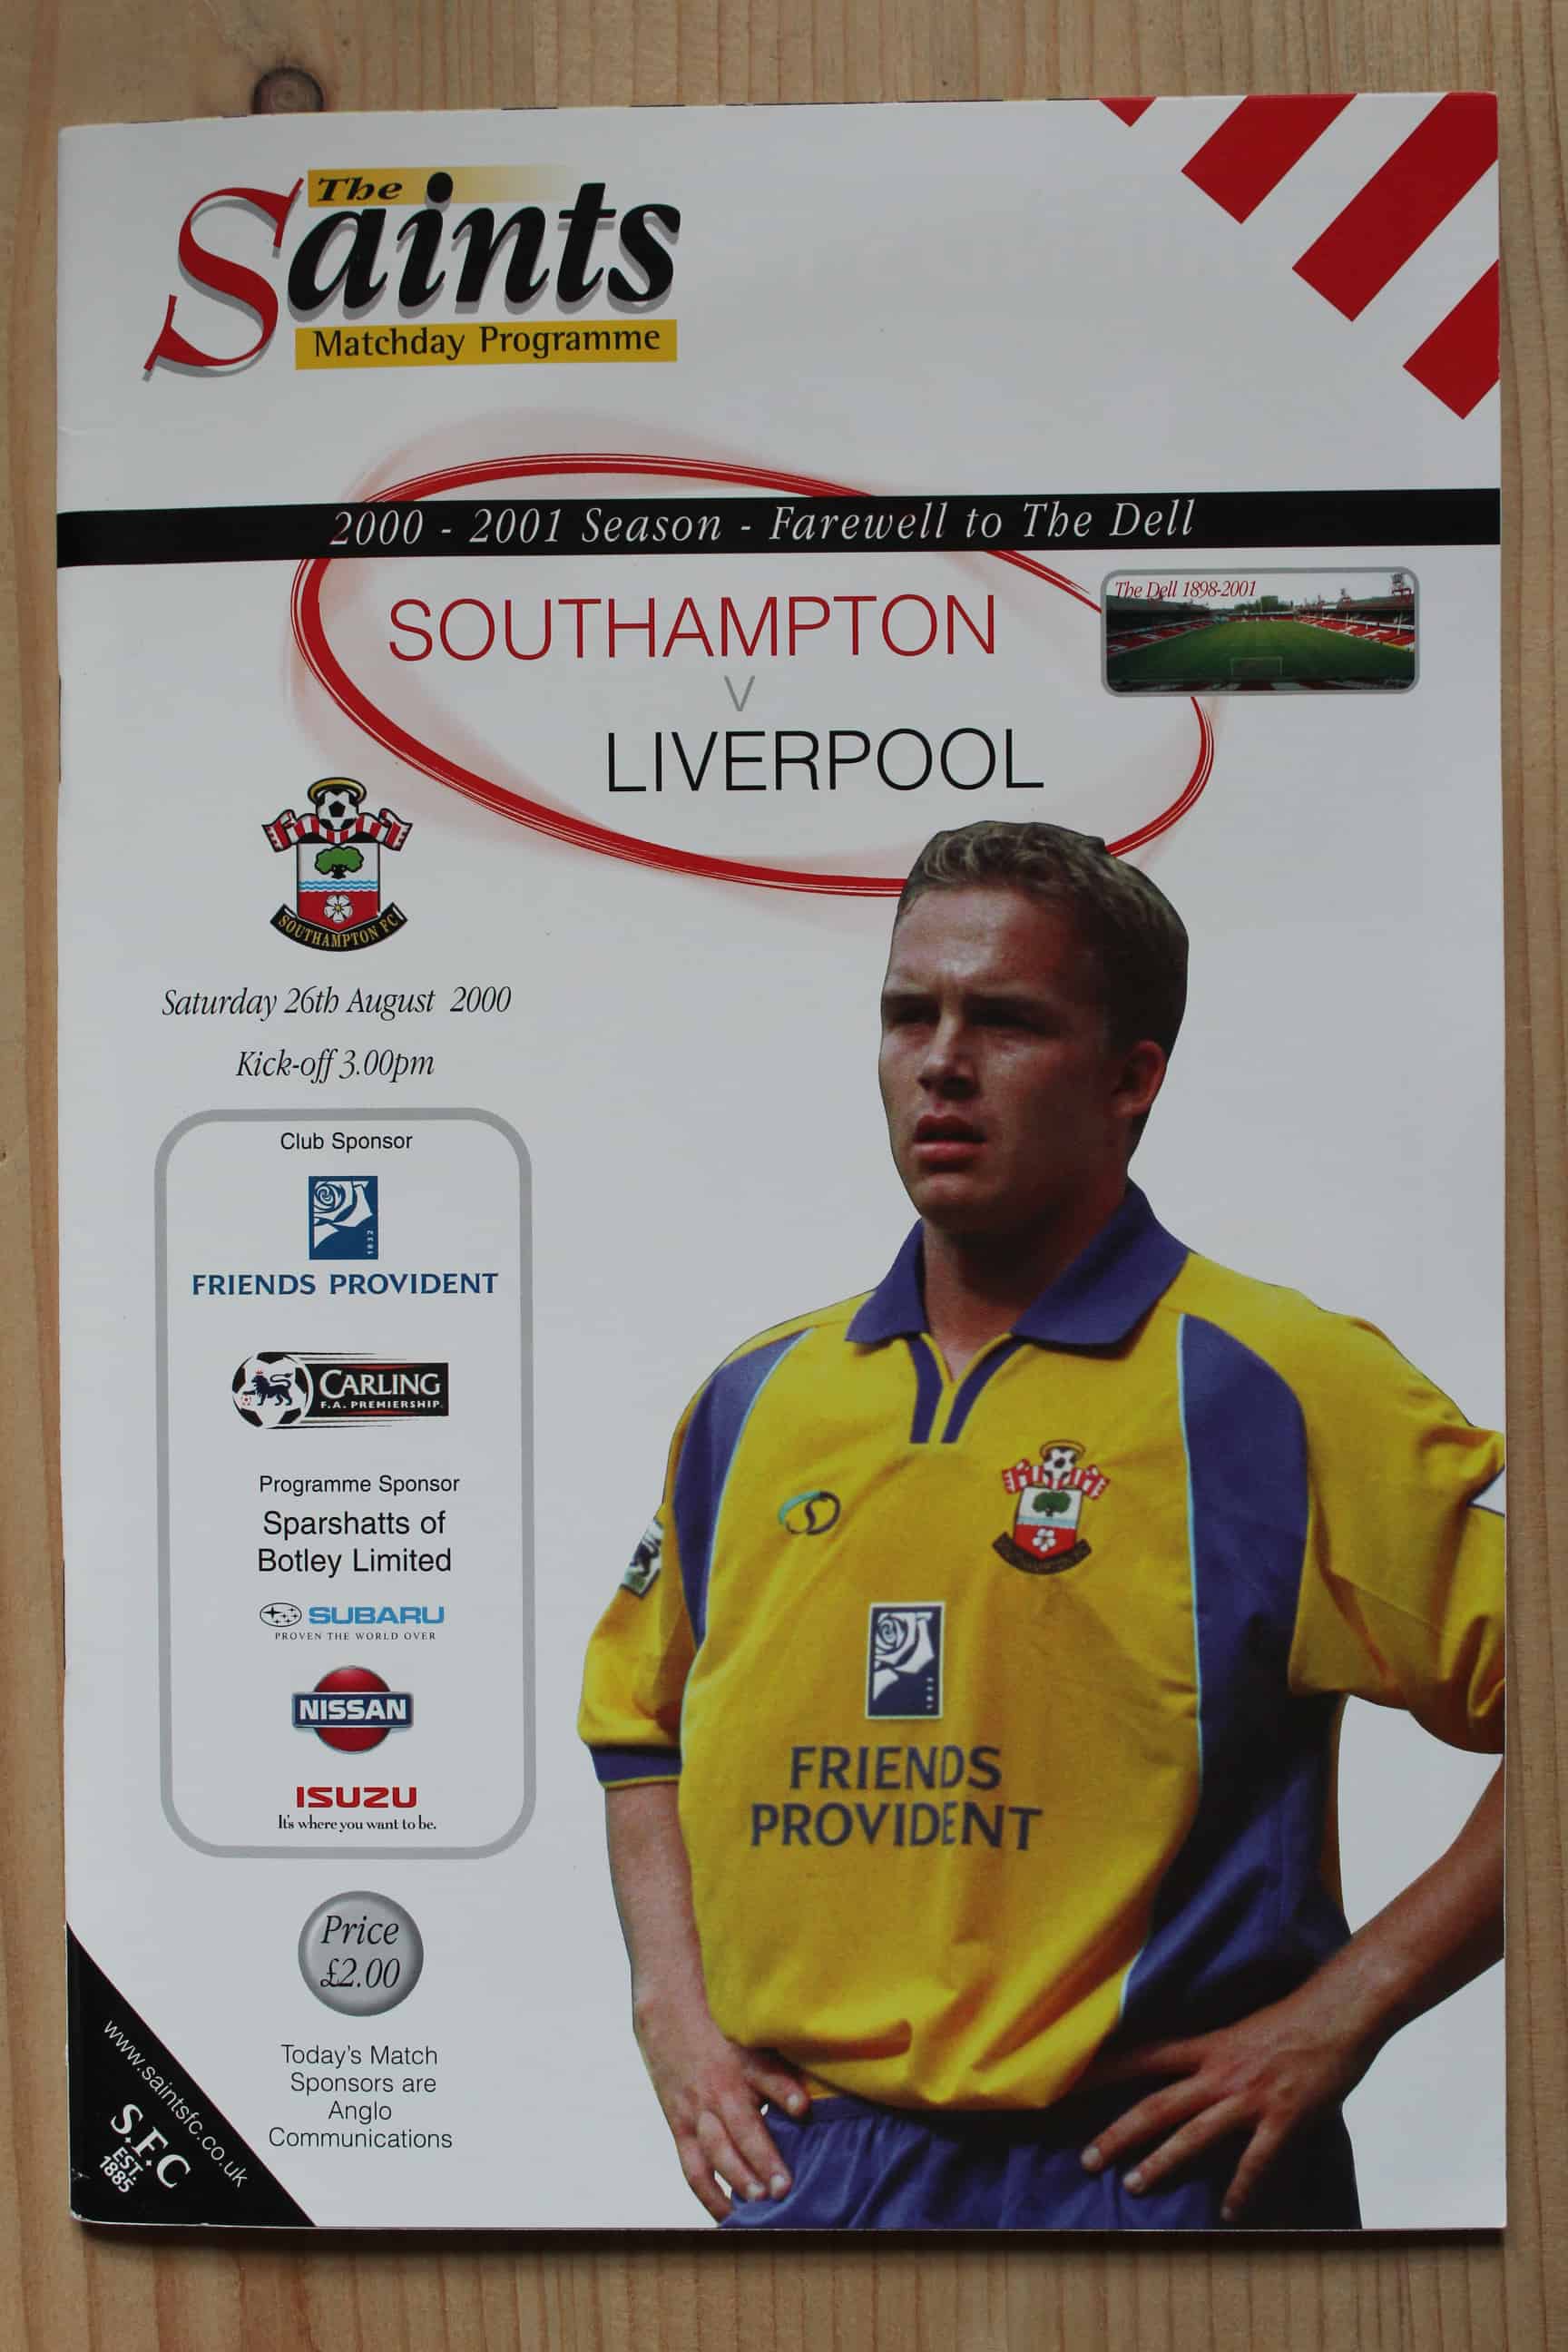 The
Saints
Matchday Programme
2000 - 2001 Season - Farewell to The Dell
SOUTHAMPTON
V
LIVERPOOL
The Dell 1898-2001
SOUTHAMPTON FC
Saturday 26th August 2000
Kick-off 3.00pm
Club Sponsor
1832
FRIENDS PROVIDENT
CARLING
F.A. PREMIERSHIP
Programme Sponsor
Sparshatts of
Botley Limited
SUBARU
PROVEN THE WORLD OVER
NISSAN
ISUZU
It's where you want to be.
Price
£2.00
Today's Match
Sponsors are
Anglo
Communications
www.saintsfc.co.uk
S.F.C
EST.
1885
1832
FRIENDS
PROVIDENT